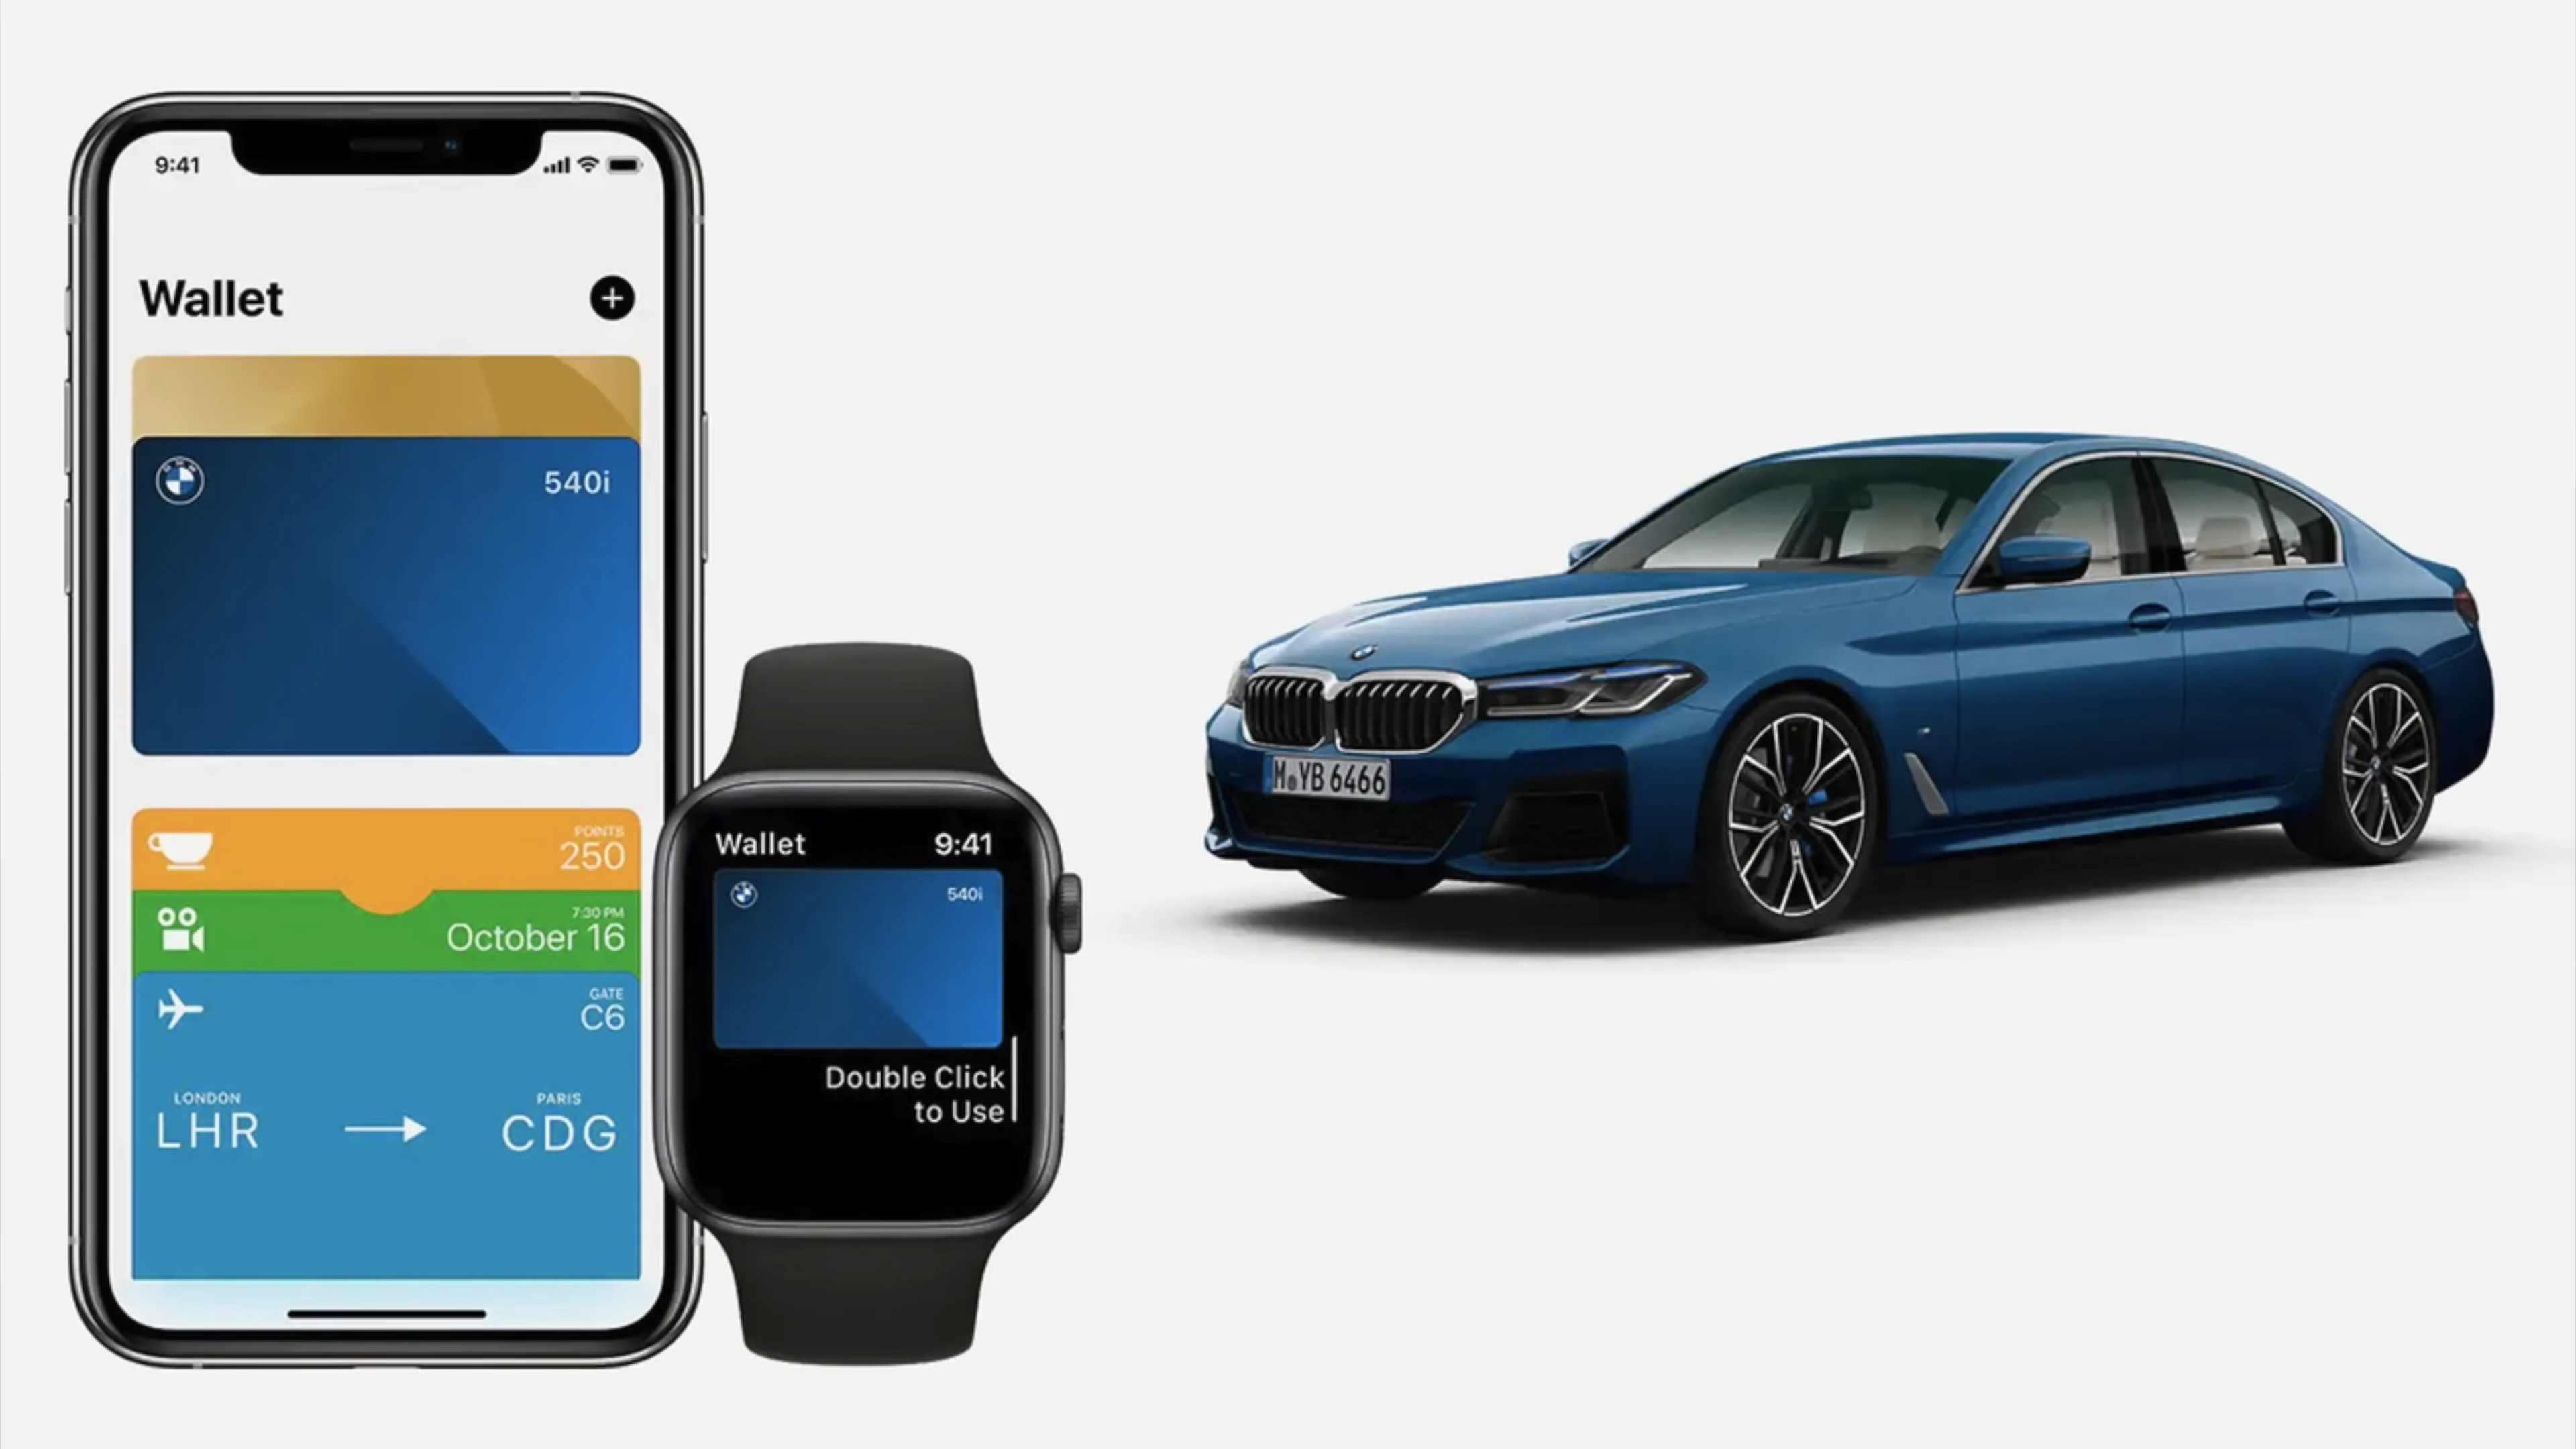 9:41
Wallet
540i
POINTS
250
7:30 PM
October 16
GATE
C6
LONDON
LHR
PARIS
CDG
Wallet 9:41
540i
Double Click
to Use
M YB 6466